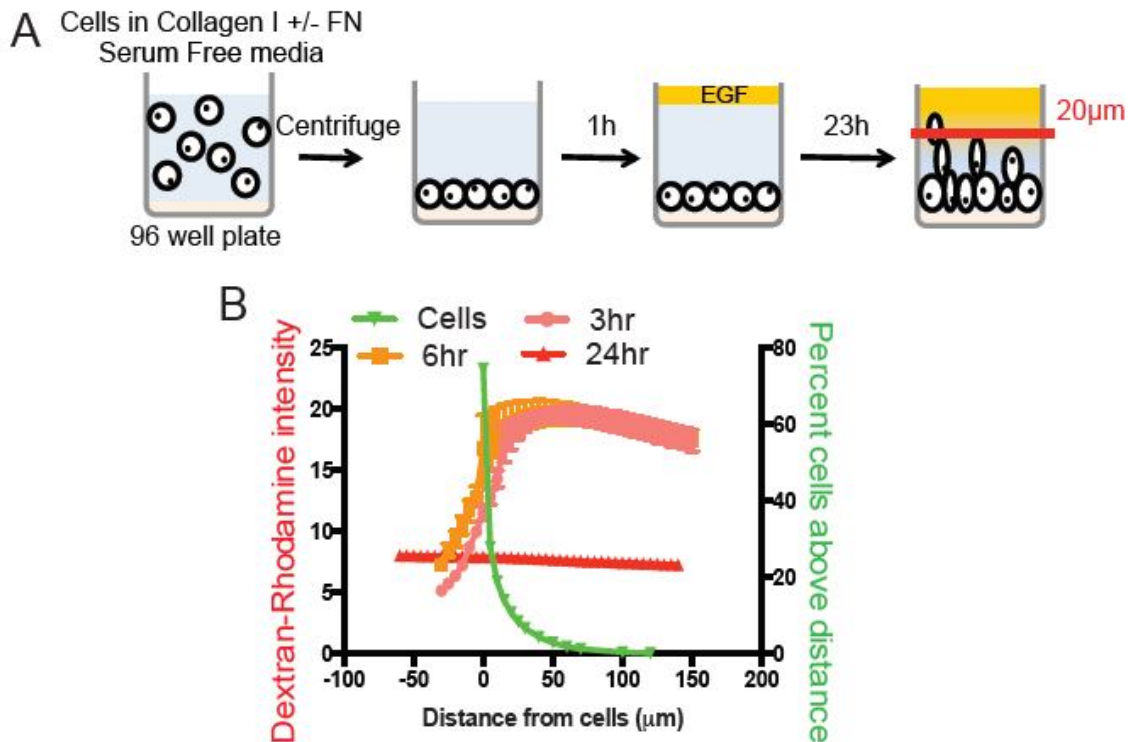 A
Cells in Collagen I +/- FN
Serum Free media
Centrifuge
1h
EGF
23h
20µm
96 well plate
B
Cells
3hr
6hr
24hr
Dextran-Rhodamine intensity
25
20
15
10
5
0
80
60
40
20
0
Percent cells above distance
-100
-50
0
50
100
150
200
Distance from cells (µm)